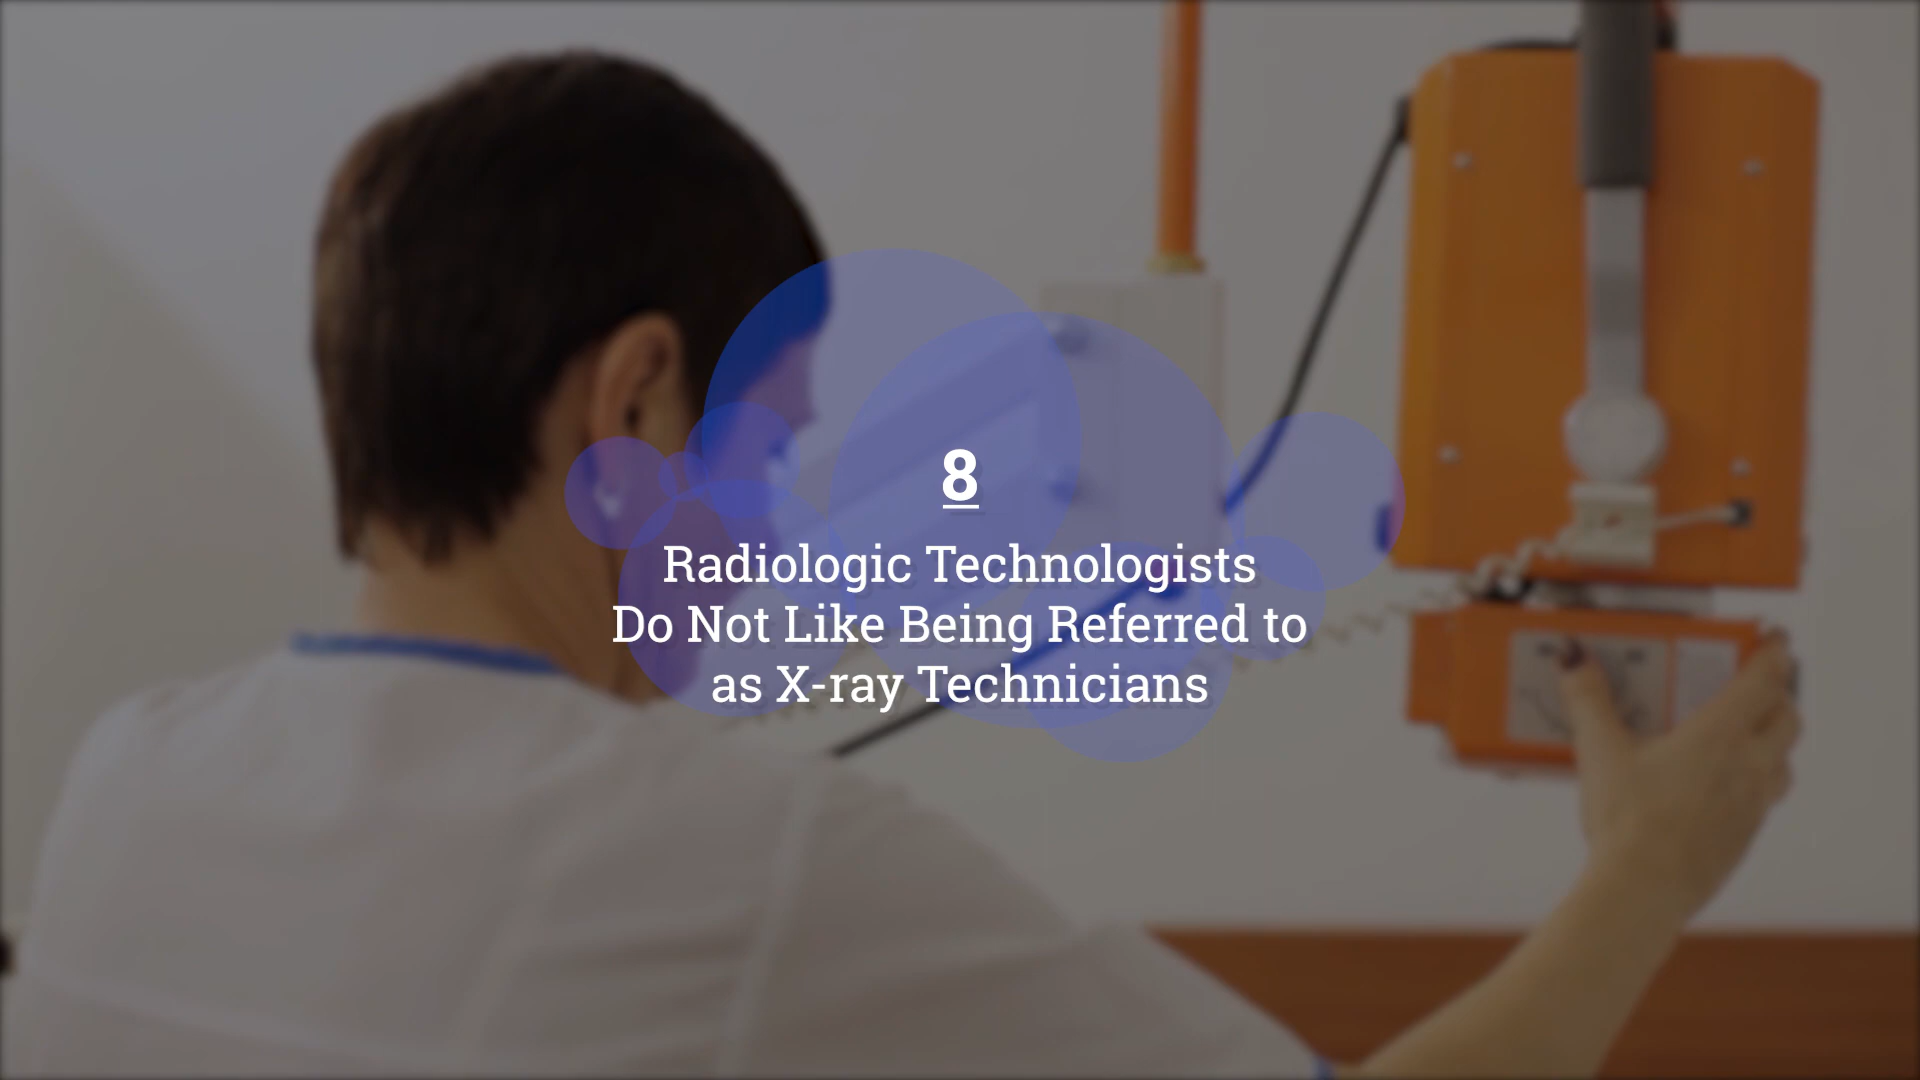 8
Radiologic Technologists
Do Not Like Being Referred to
as X-ray Technicians